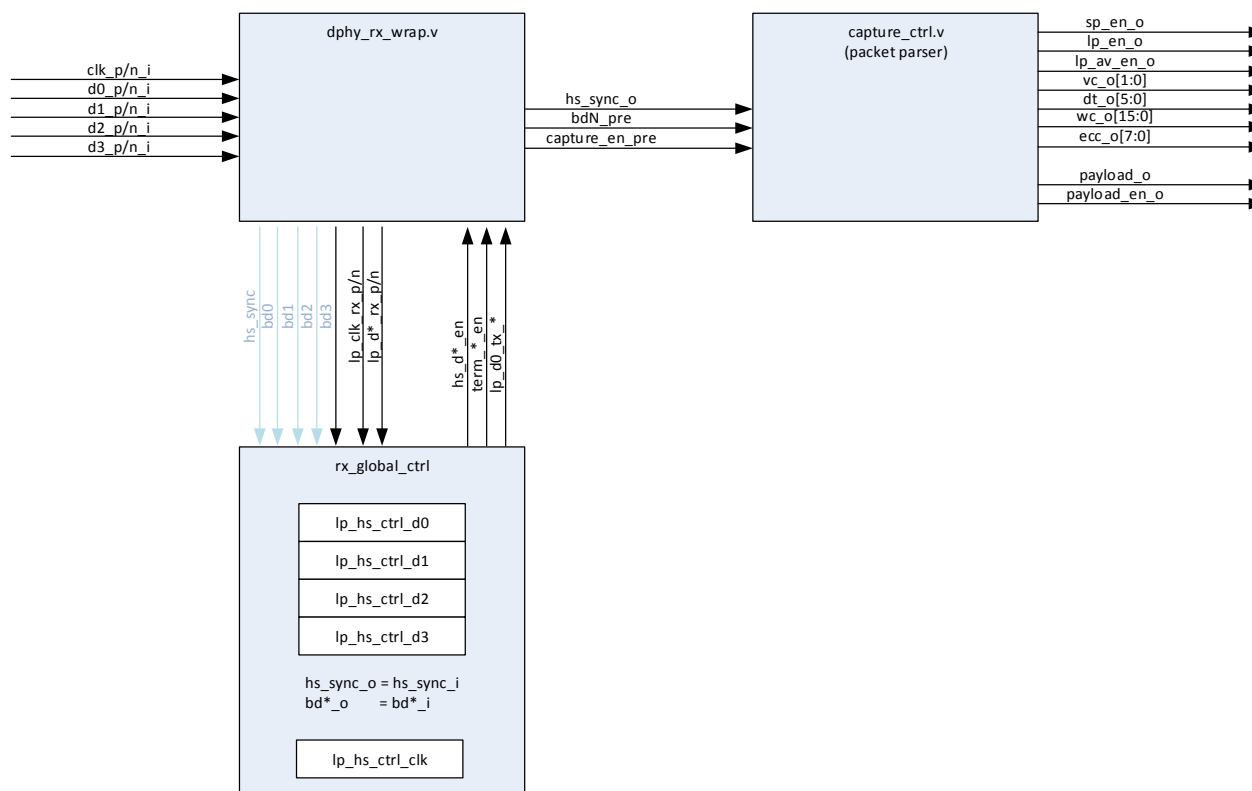 dphy_rx_wrap.v
capture_ctrl.v
(packet parser)
clk_p/n_i
d0_p/n_i
d1_p/n_i
d2_p/n_i
d3_p/n_i
hs_sync_o
bdN_pre
capture_en_pre
sp_en_o
lp_en_o
lp_av_en_o
vc_o[1:0]
dt_o[5:0]
wc_o[15:0]
ecc_o[7:0]
payload_o
payload_en_o
hs_sync
bd0
bd1
bd2
bd3
lp_clk_rx_p/n
lp_d*_rx_p/n
hs_d*_en
term_*_en
lp_d0_tx_*
rx_global_ctrl
lp_hs_ctrl_d0
lp_hs_ctrl_d1
lp_hs_ctrl_d2
lp_hs_ctrl_d3
hs_sync_o = hs_sync_i
bd*_o = bd*_i
lp_hs_ctrl_clk